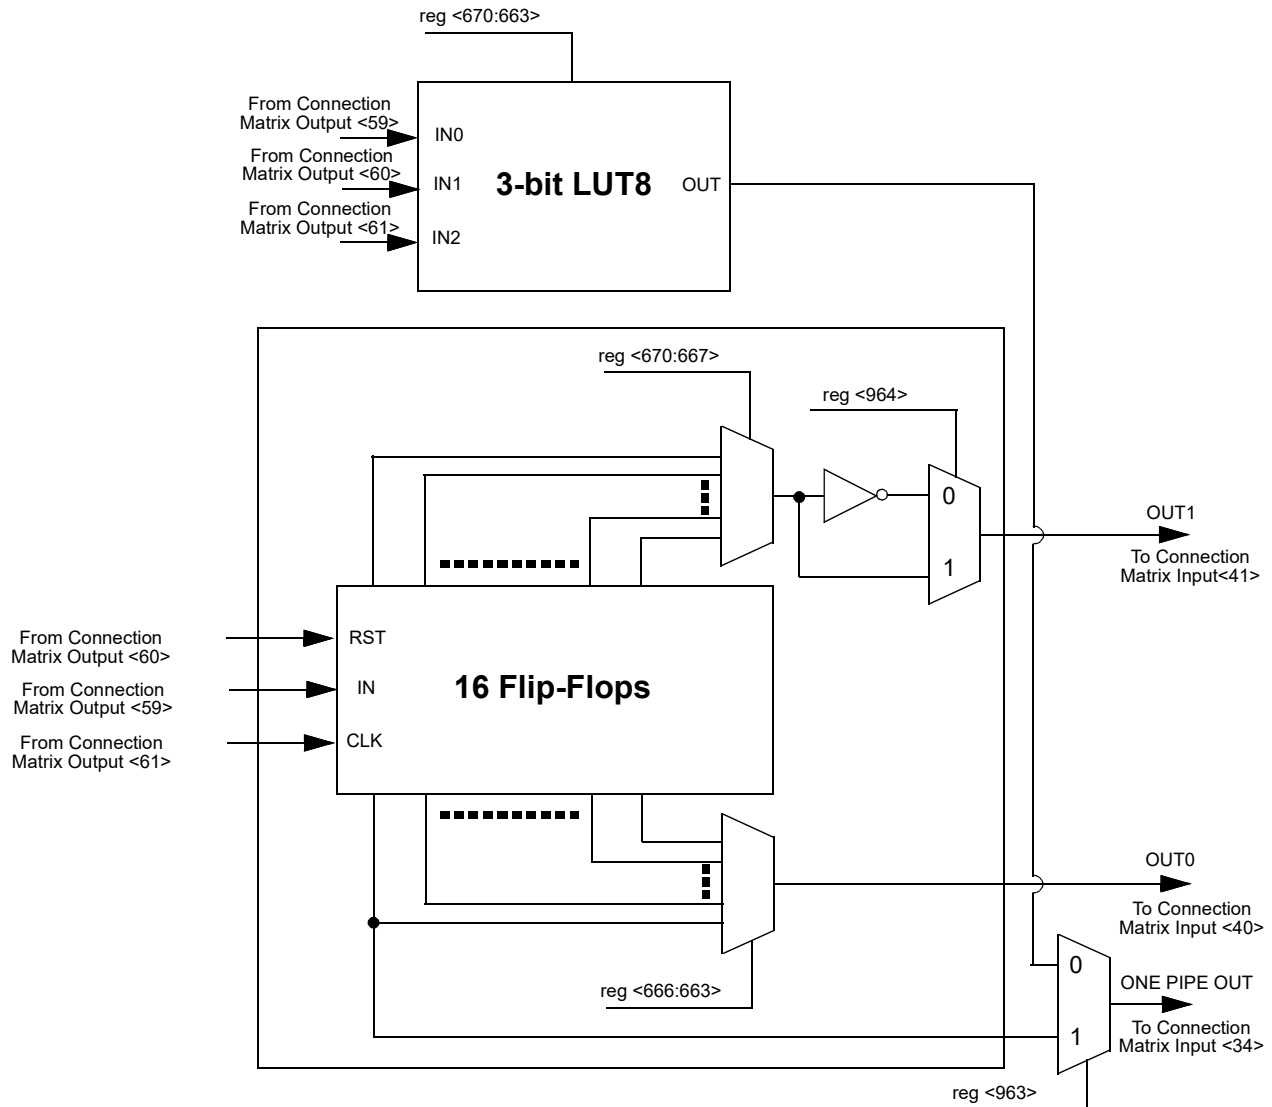 reg <670:663>
From Connection
Matrix Output <59>
IN0
From Connection
Matrix Output <60>
IN1
3-bit LUT8
OUT
From Connection
Matrix Output <61>
IN2
reg <670:667>
reg <964>
0
1
OUT1
To Connection
Matrix Input<41>
From Connection
Matrix Output <60>
RST
From Connection
Matrix Output <59>
IN
16 Flip-Flops
From Connection
Matrix Output <61>
CLK
OUT0
To Connection
Matrix Input <40>
reg <666:663>
0
1
ONE PIPE OUT
To Connection
Matrix Input <34>
reg <963>